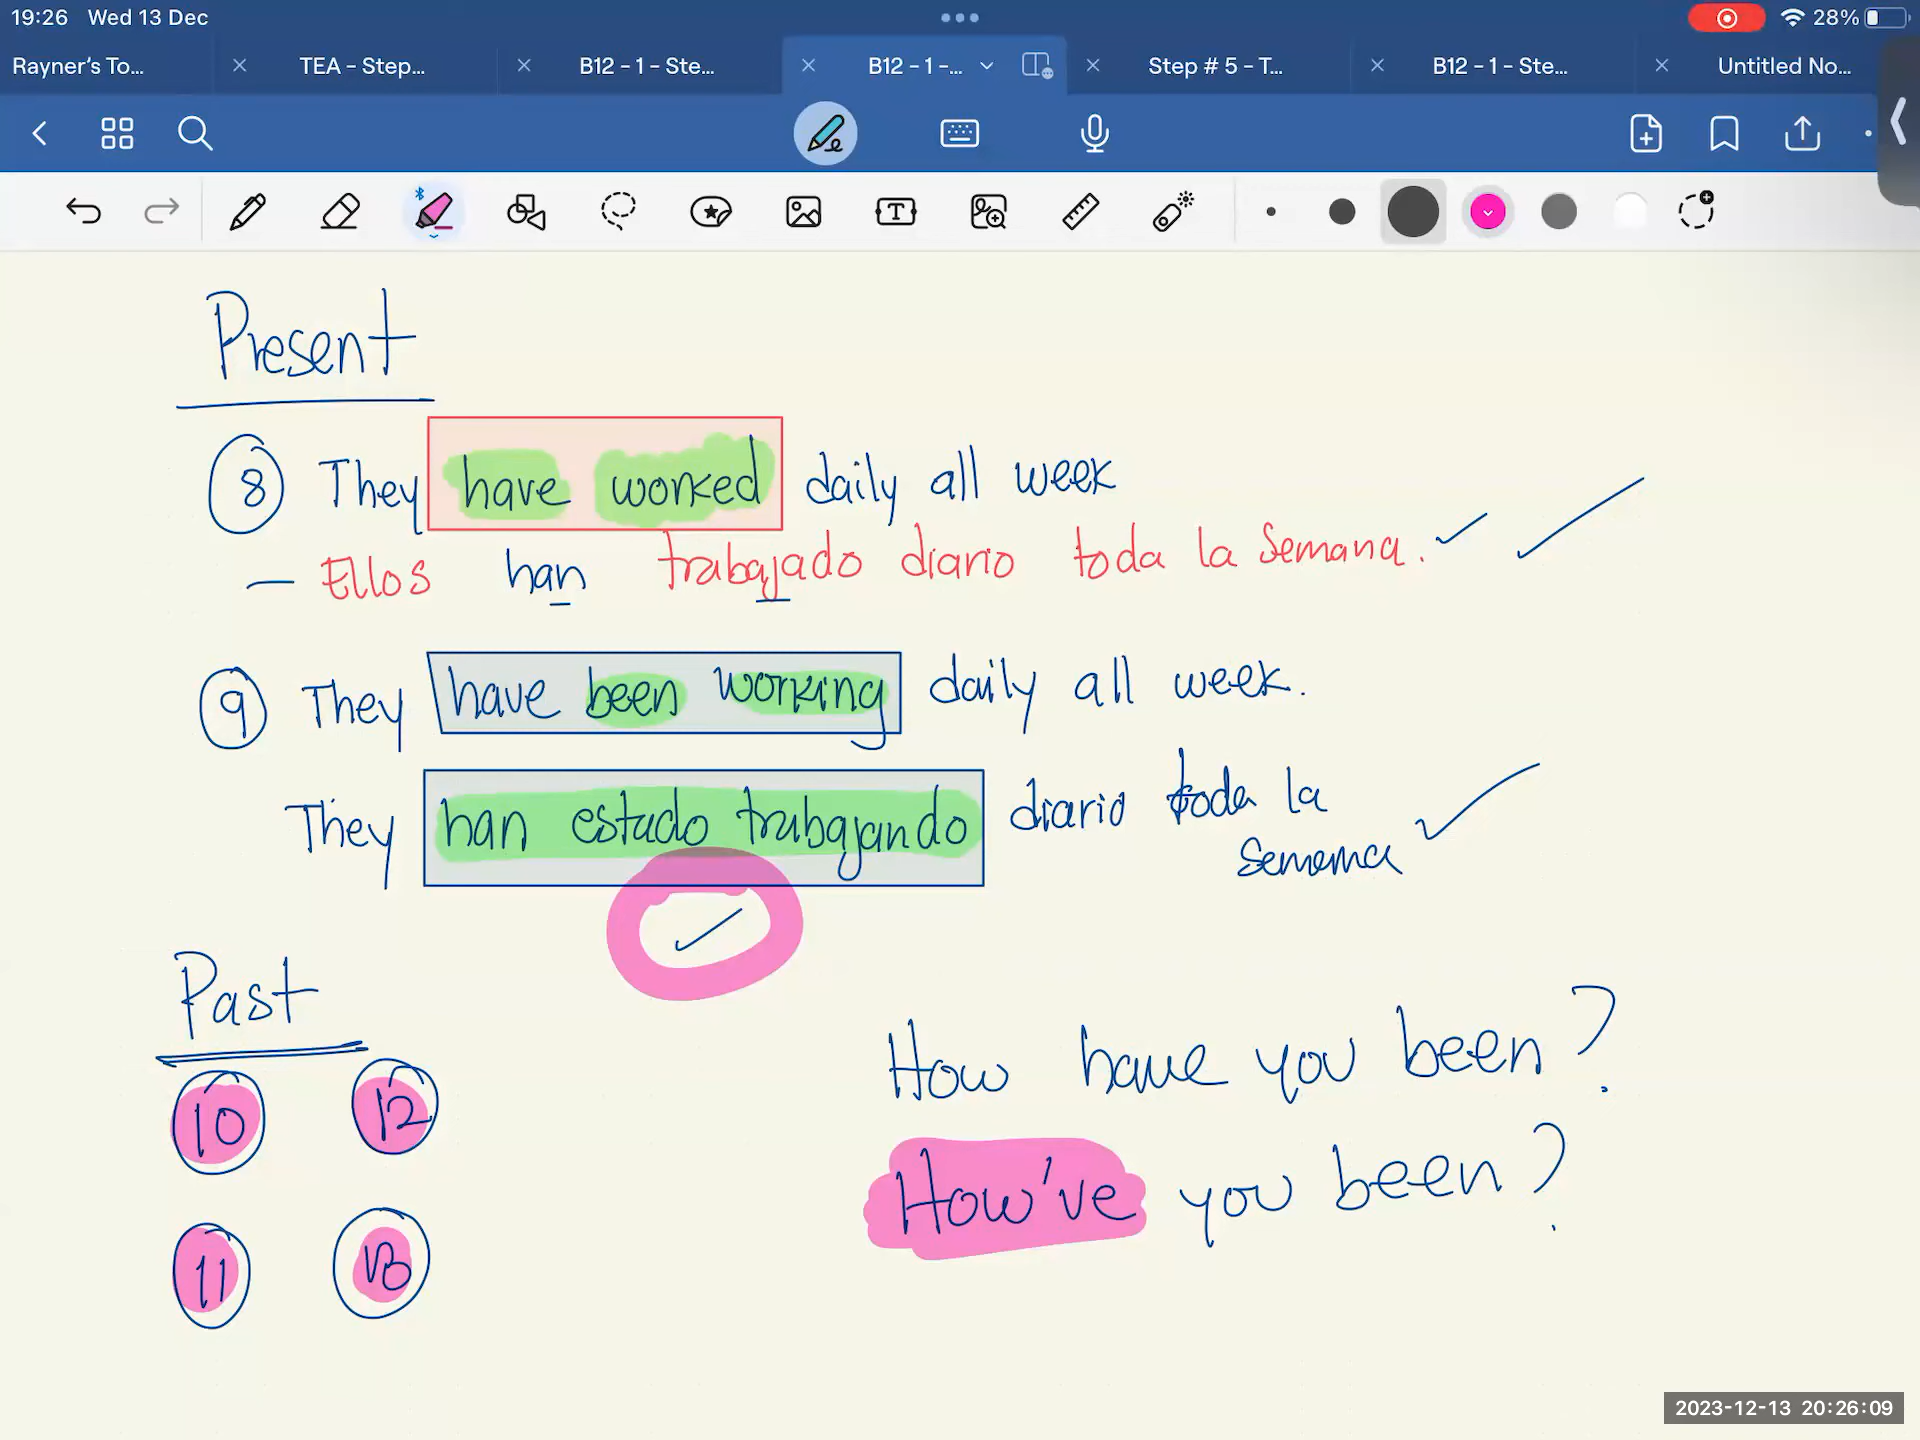 19:26 Wed 13 Dec
28%
Rayner's To...
TEA - Step...
B12 - 1 - Ste...
B12 - 1 -...
Step # 5 - T...
B12 - 1 - Ste...
Untitled No...
Present
8 They have worked daily all week
– Ellos han trabajado diario toda la Semana.
9 They have been working daily all week.
They han estado trabajando diario toda la
Semana
Past
10 12
How have you been?
How've you been?
11 13
2023-12-13 20:26:09